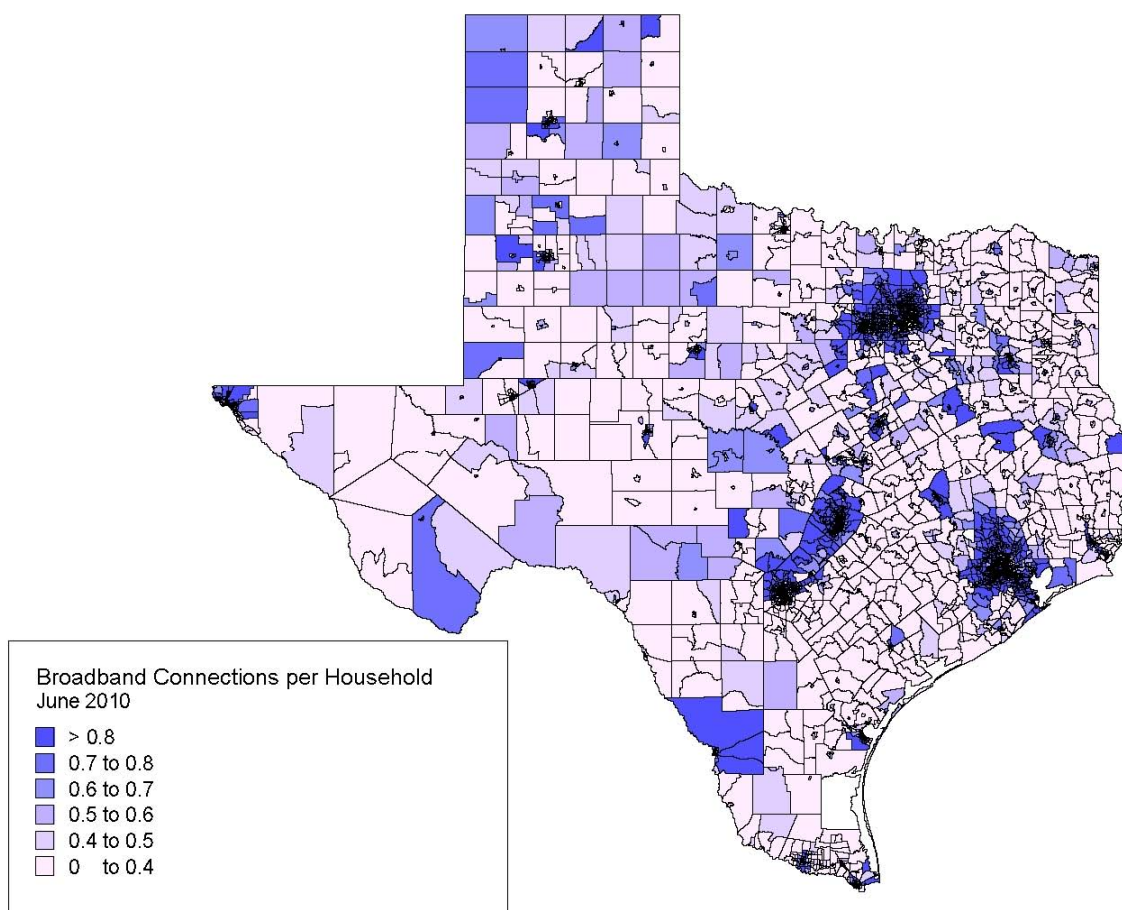 Broadband Connections per Household
June 2010
> 0.8
0.7 to 0.8
0.6 to 0.7
0.5 to 0.6
0.4 to 0.5
0 to 0.4